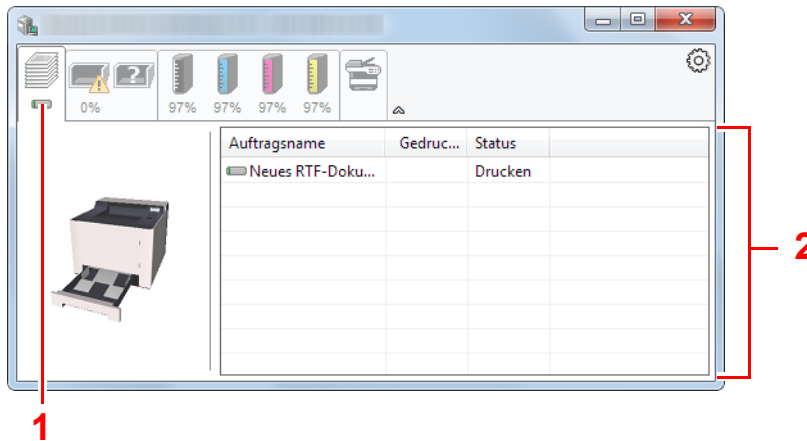 ?
0% 97% 97% 97% 97%
Auftragsname Gedruc... Status
Neues RTF-Doku... Drucken
2
1